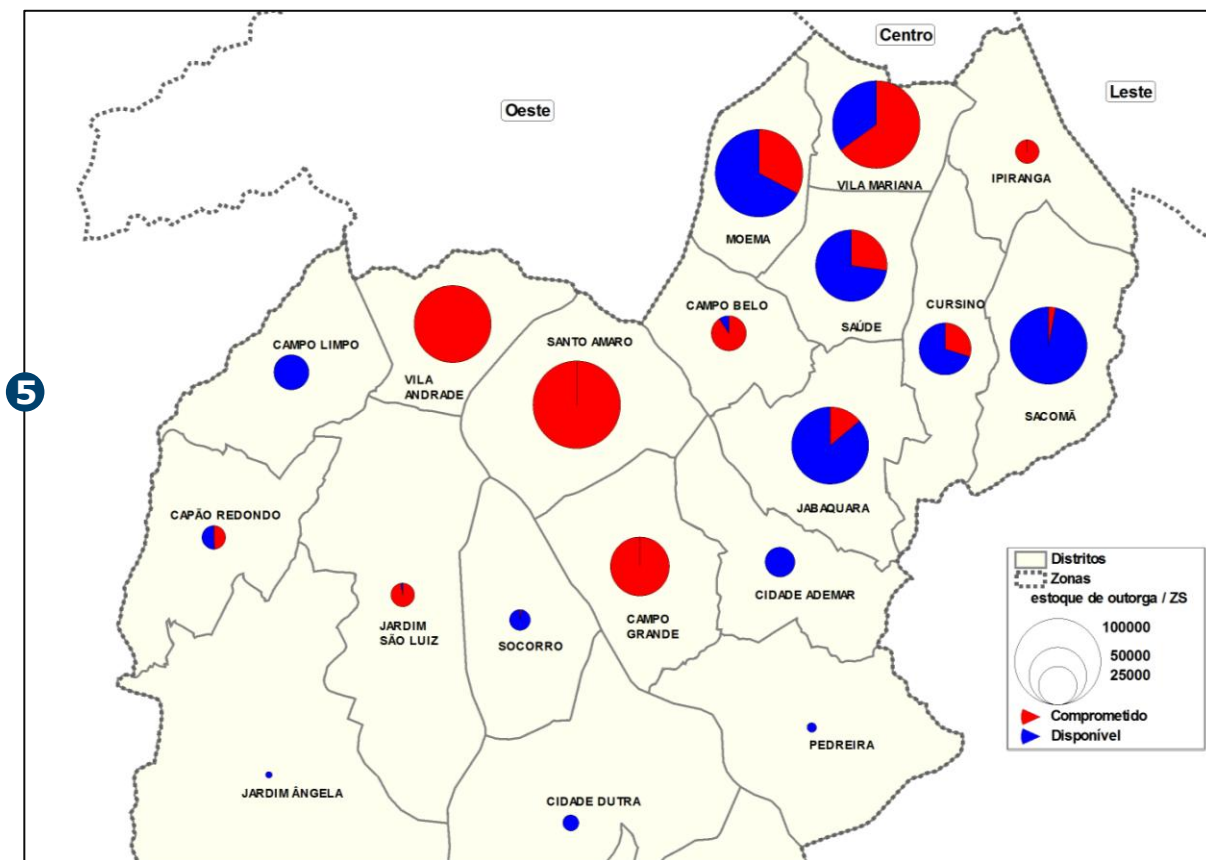 Centro
Oeste
Leste
VILA MARIANA
IPIRANGA
MOEMA
CAMPO BELO
SAÚDE
CURSINO
CAMPO LIMPO
SANTO AMARO
VILA
ANDRADE
5
SACOMÃ
JABAQUARA
CAPÃO REDONDO
CIDADE ADEMAR
JARDIM
SÃO LUIZ
SOCORRO
CAMPO
GRANDE
PEDREIRA
JARDIM ÂNGELA
CIDADE DUTRA
Distritos
Zonas
estoque de outorga / ZS
100000
50000
25000
Comprometido
Disponível